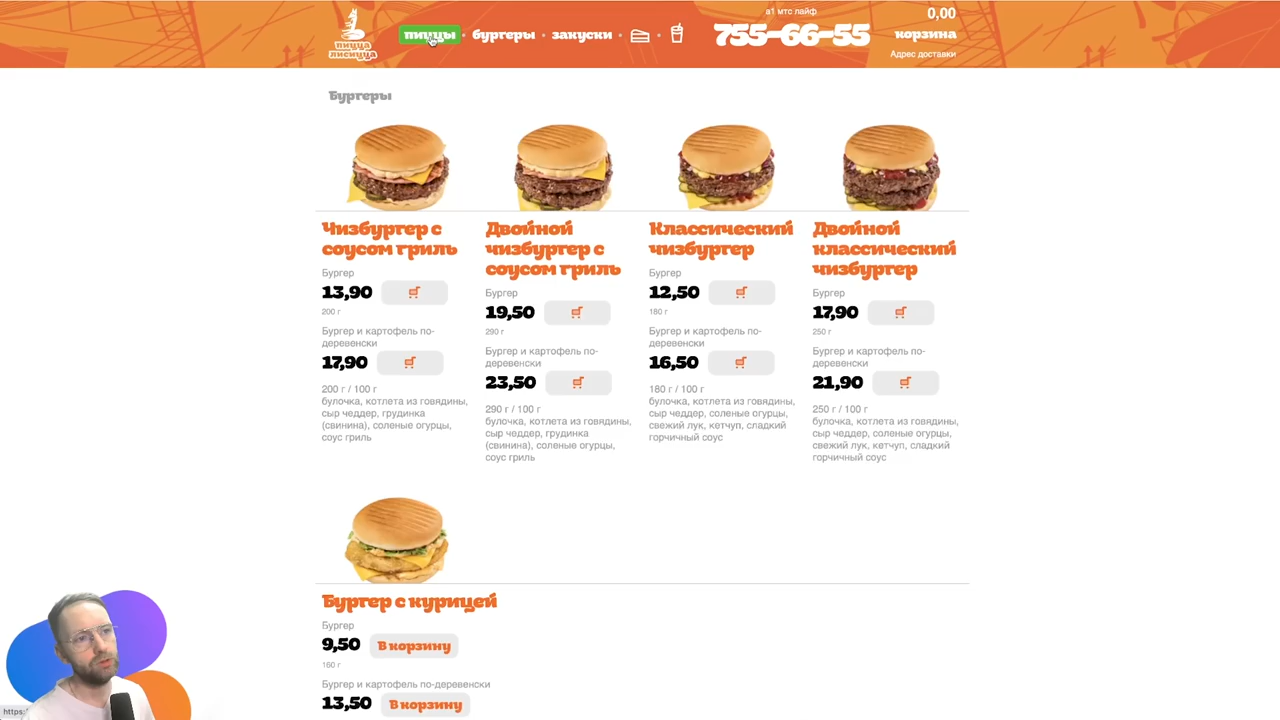 пицца
лисицца
пиццы • бургеры • закуски
а1 мтс лайф
755-66-55
0,00
корзина
Адрес доставки
Бургеры
Чизбургер с
соусом гриль
Бургер
13,90
200 г
Бургер и картофель по-
деревенски
17,90
200 г / 100 г
булочка, котлета из говядины,
сыр чеддер, грудинка
(свинина), соленые огурцы,
соус гриль
Двойной
чизбургер с
соусом гриль
Бургер
19,50
290 г
Бургер и картофель по-
деревенски
23,50
290 г / 100 г
булочка, котлета из говядины,
сыр чеддер, грудинка
(свинина), соленые огурцы,
соус гриль
Классический
чизбургер
Бургер
12,50
180 г
Бургер и картофель по-
деревенски
16,50
180 г / 100 г
булочка, котлета из говядины,
сыр чеддер, соленые огурцы,
свежий лук, кетчуп, сладкий
горчичный соус
Двойной
классический
чизбургер
Бургер
17,90
250 г
Бургер и картофель по-
деревенски
21,90
250 г / 100 г
булочка, котлета из говядины,
сыр чеддер, соленые огурцы,
свежий лук, кетчуп, сладкий
горчичный соус
Бургер с курицей
Бургер
9,50 В корзину
160 г
Бургер и картофель по-деревенски
13,50 В корзину
https: